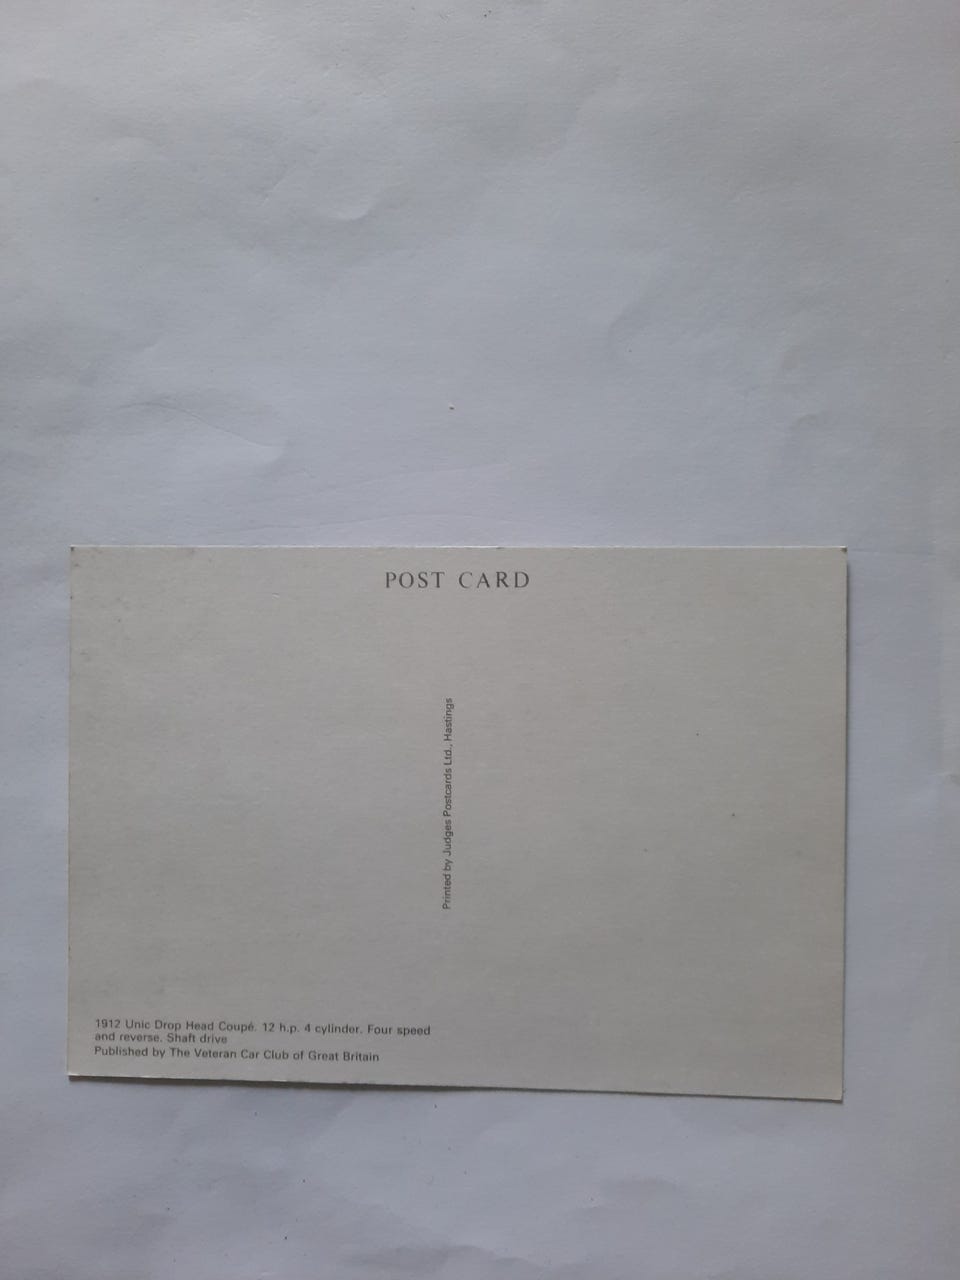 POST CARD
Printed by Judges Postcards Ltd., Hastings
1912 Unic Drop Head Coupé. 12 h.p. 4 cylinder. Four speed
and reverse. Shaft drive
Published by The Veteran Car Club of Great Britain